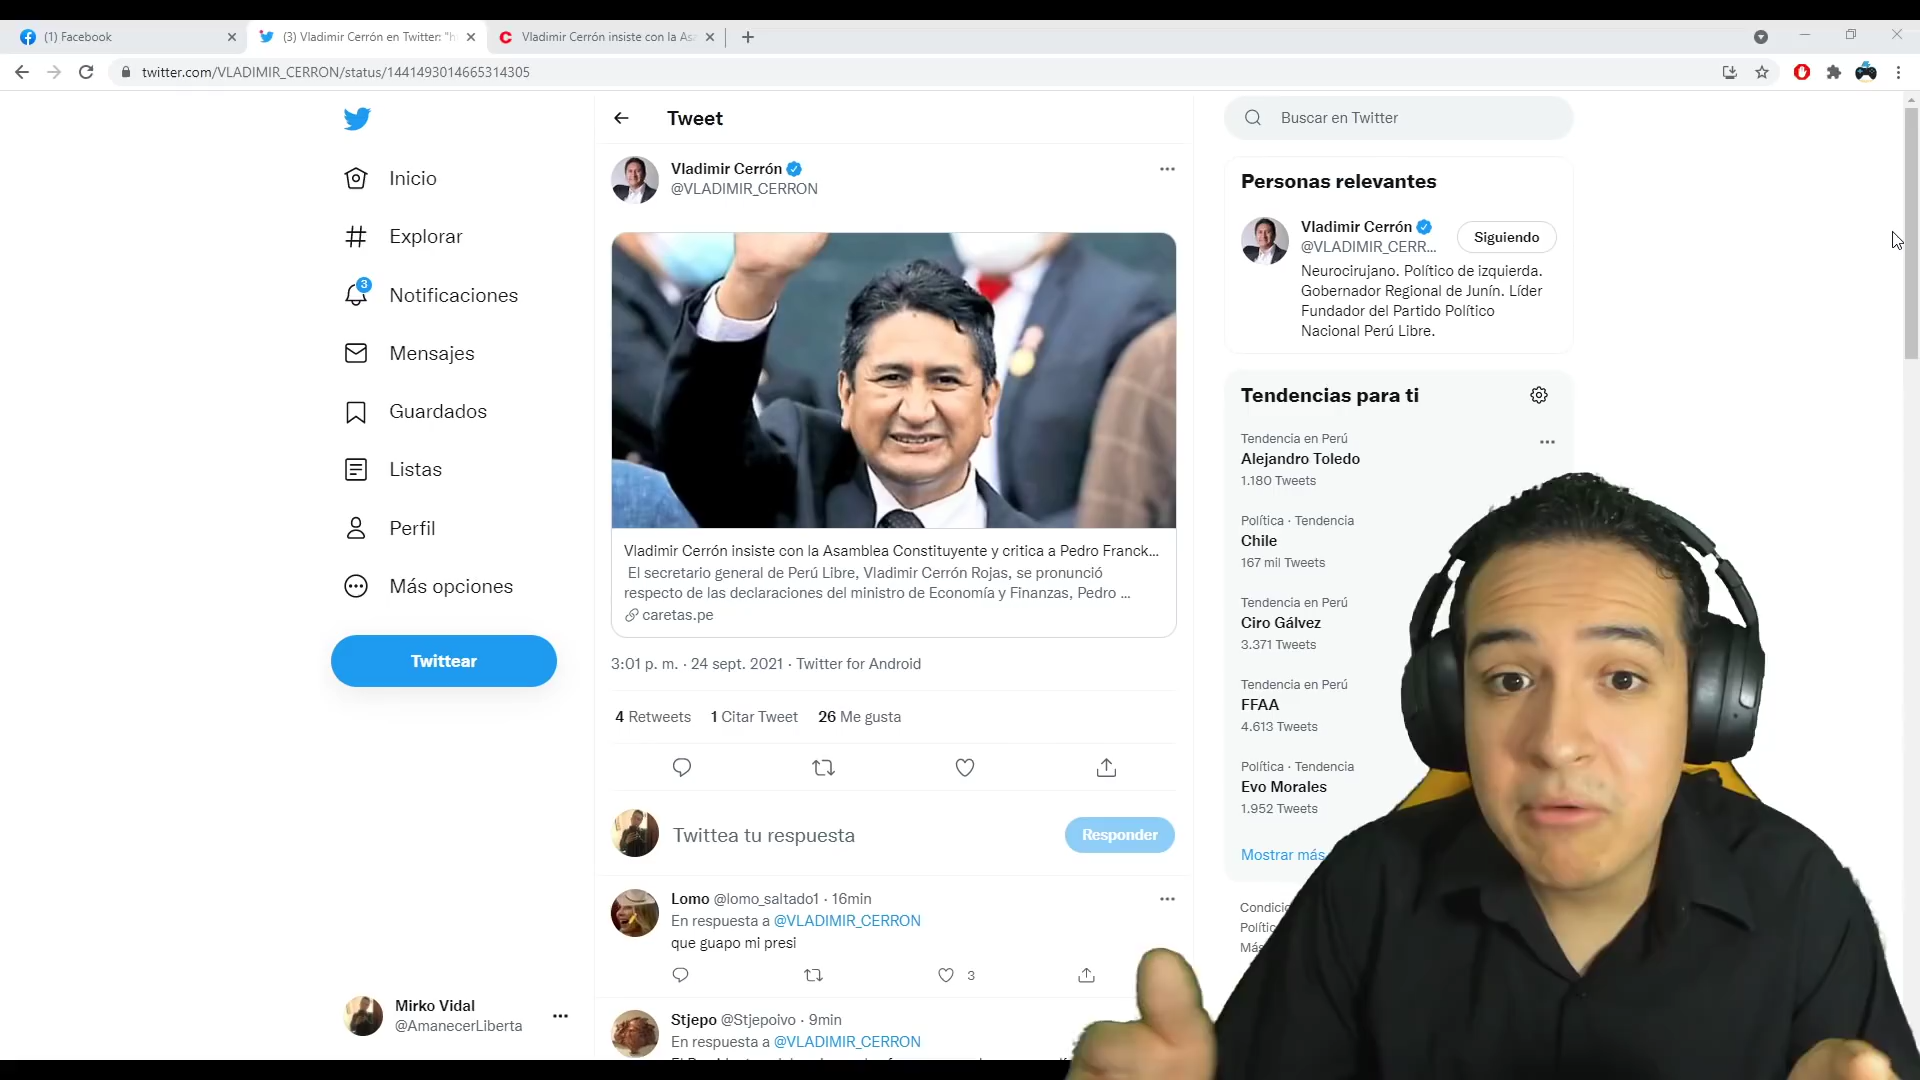 (1) Facebook
(3) Vladimir Cerrón en Twitter: "h
Vladimir Cerrón insiste con la Asa
twitter.com/VLADIMIR_CERRON/status/1441493014665314305
Inicio
Explorar
3
Notificaciones
Mensajes
Guardados
Listas
Perfil
Más opciones
Twittear
Mirko Vidal
@AmanecerLiberta
Tweet
Vladimir Cerrón
@VLADIMIR_CERRON
Vladimir Cerrón insiste con la Asamblea Constituyente y critica a Pedro Franck...
El secretario general de Perú Libre, Vladimir Cerrón Rojas, se pronunció
respecto de las declaraciones del ministro de Economía y Finanzas, Pedro ...
caretas.pe
3:01 p. m. · 24 sept. 2021 · Twitter for Android
4 Retweets 1 Citar Tweet 26 Me gusta
Twittea tu respuesta
Responder
Lomo @lomo_saltado1 · 16min
En respuesta a @VLADIMIR_CERRON
que guapo mi presi
3
Stjepo @Stjepoivo · 9min
En respuesta a @VLADIMIR_CERRON
Buscar en Twitter
Personas relevantes
Vladimir Cerrón
@VLADIMIR_CERR...
Siguiendo
Neurocirujano. Político de izquierda.
Gobernador Regional de Junín. Líder
Fundador del Partido Político
Nacional Perú Libre.
Tendencias para ti
Tendencia en Perú
Alejandro Toledo
1.180 Tweets
Política · Tendencia
Chile
167 mil Tweets
Tendencia en Perú
Ciro Gálvez
3.371 Tweets
Tendencia en Perú
FFAA
4.613 Tweets
Política · Tendencia
Evo Morales
1.952 Tweets
Mostrar más
Condicio
Polític
Más